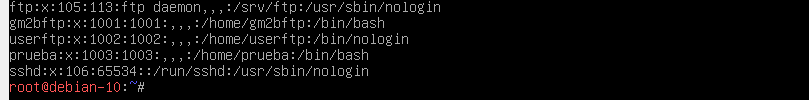 ftp:x:105:113:ftp daemon,,,:/srv/ftp:/usr/sbin/nologin
gm2bftp:x:1001:1001:,,,:/home/gm2bftp:/bin/bash
userftp:x:1002:1002:,,,:/home/userftp:/bin/nologin
prueba:x:1003:1003:,,,:/home/prueba:/bin/bash
sshd:x:106:65534::/run/sshd:/usr/sbin/nologin
root@debian-10:~#